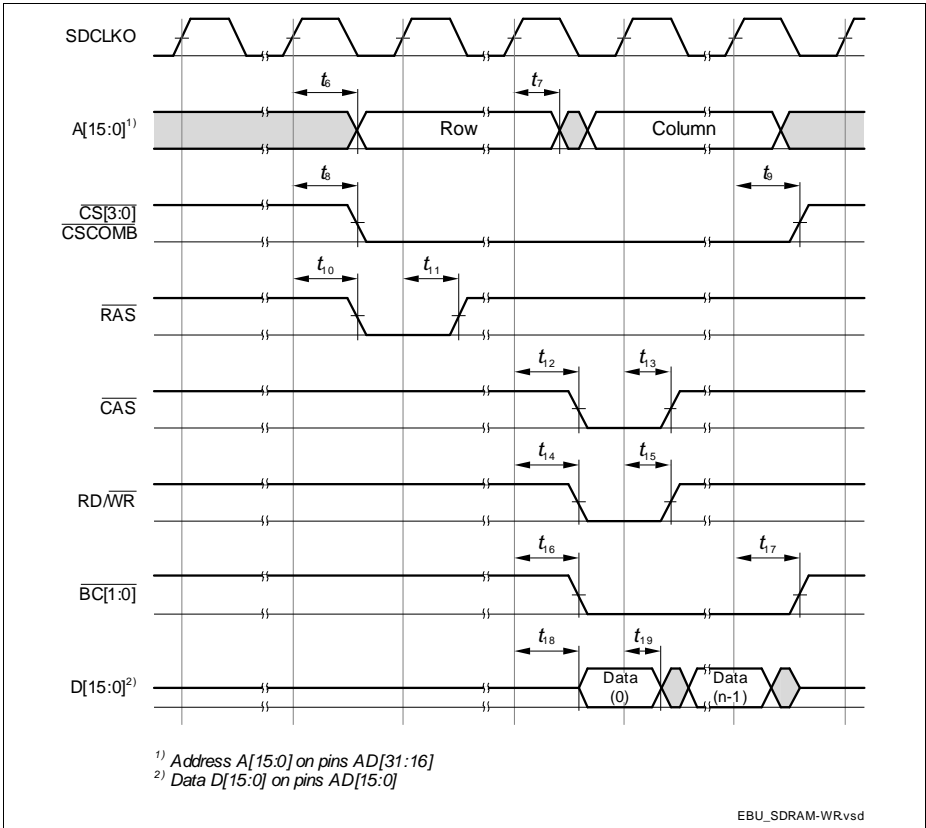 SDCLKO
t6 t7
A[15:0]1) Row Column
t8 t9
CS[3:0]
CSCOMB
t10 t11
RAS
t12 t13
CAS
t14 t15
RD/WR
t16 t17
BC[1:0]
t18 t19
D[15:0]2) Data (0) Data (n-1)
1) Address A[15:0] on pins AD[31:16]
2) Data D[15:0] on pins AD[15:0]
EBU_SDRAM-WR.vsd